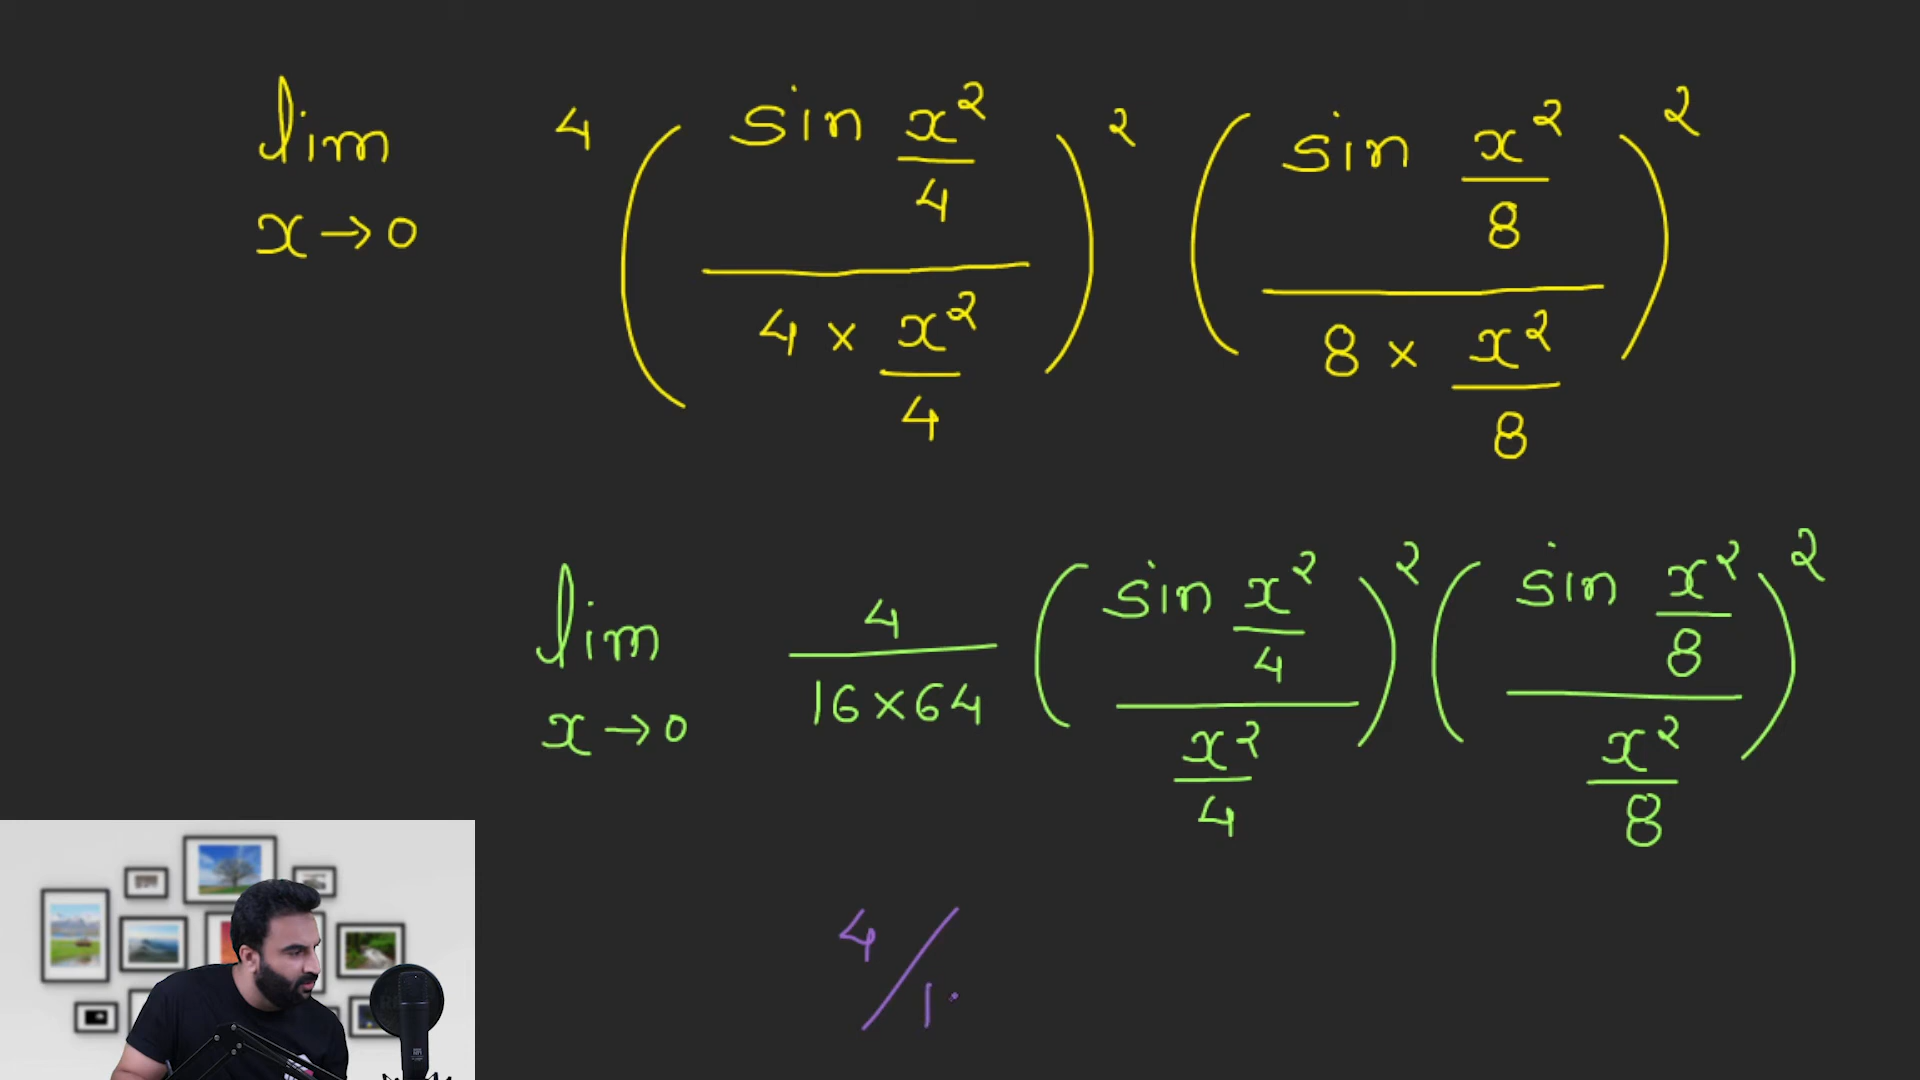 lim x→0 4 ( sin x²/4 / 4 × x²/4 )² ( sin x²/8 / 8 × x²/8 )²
lim x→0 4 / 16×64 ( sin x²/4 / x²/4 )² ( sin x²/8 / x²/8 )²
4/1